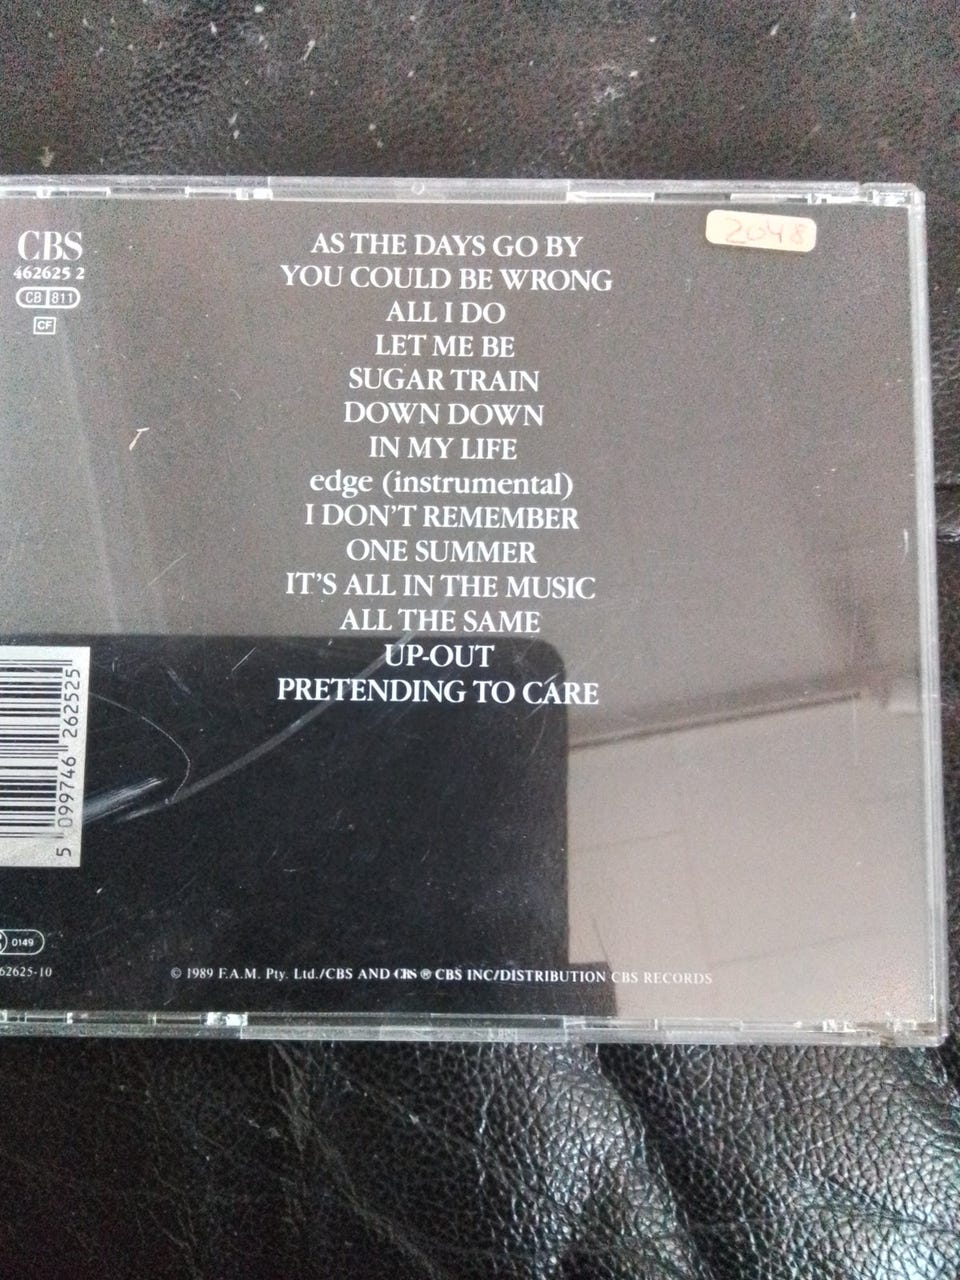 CBS
462625 2
CB 811
CF
2048
AS THE DAYS GO BY
YOU COULD BE WRONG
ALL I DO
LET ME BE
SUGAR TRAIN
DOWN DOWN
IN MY LIFE
edge (instrumental)
I DON'T REMEMBER
ONE SUMMER
IT'S ALL IN THE MUSIC
ALL THE SAME
UP-OUT
PRETENDING TO CARE
5 099746 262525
0149
62625-10
© 1989 F.A.M. Pty. Ltd./CBS AND CBS ® CBS INC/DISTRIBUTION CBS RECORDS